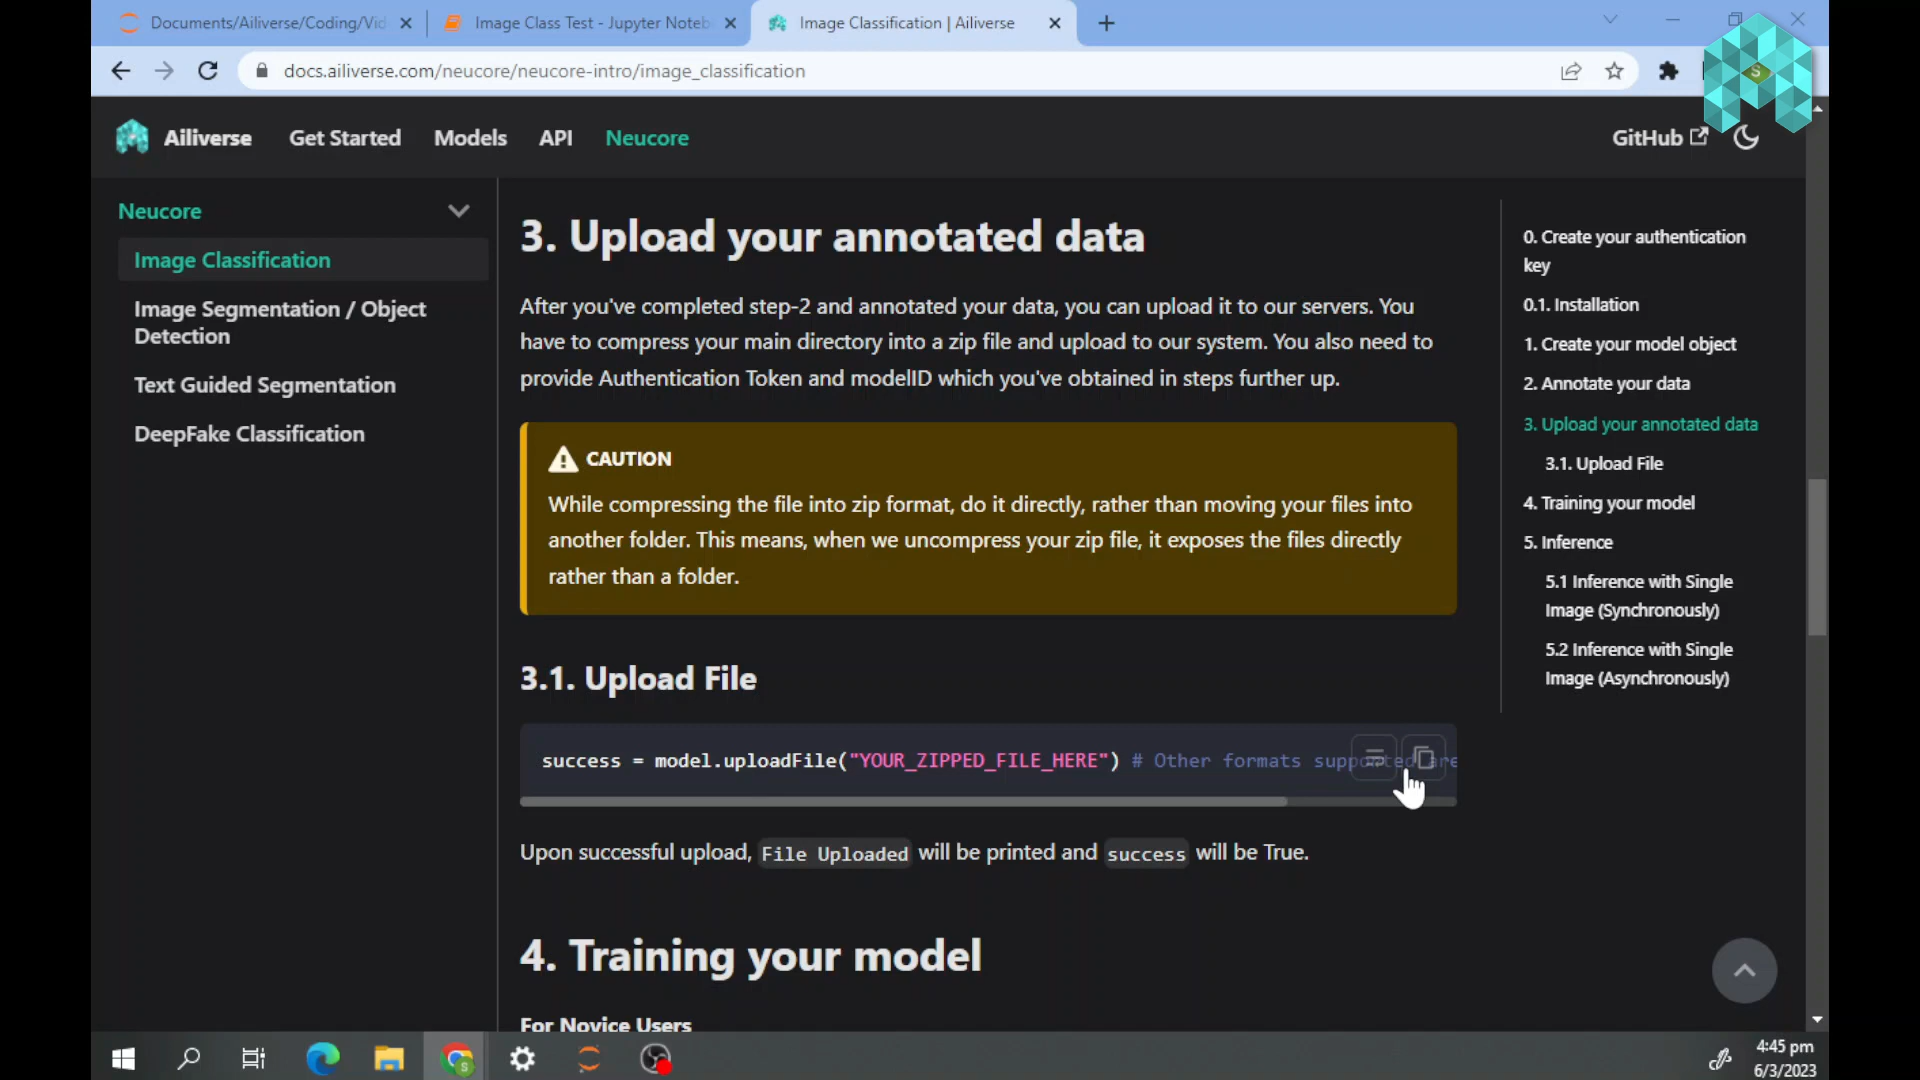 Documents/Ailiverse/Coding/Vid
Image Class Test - Jupyter Noteb
Image Classification | Ailiverse
docs.ailiverse.com/neucore/neucore-intro/image_classification
S
Ailiverse
Get Started
Models
API
Neucore
GitHub
Neucore
Image Classification
Image Segmentation / Object
Detection
Text Guided Segmentation
DeepFake Classification
3. Upload your annotated data
After you've completed step-2 and annotated your data, you can upload it to our servers. You
have to compress your main directory into a zip file and upload to our system. You also need to
provide Authentication Token and modelID which you've obtained in steps further up.
CAUTION
While compressing the file into zip format, do it directly, rather than moving your files into
another folder. This means, when we uncompress your zip file, it exposes the files directly
rather than a folder.
3.1. Upload File
success = model.uploadFile("YOUR_ZIPPED_FILE_HERE") # Other formats supported are
Upon successful upload, File Uploaded will be printed and success will be True.
4. Training your model
For Novice Users
0. Create your authentication
key
0.1. Installation
1. Create your model object
2. Annotate your data
3. Upload your annotated data
3.1. Upload File
4. Training your model
5. Inference
5.1 Inference with Single
Image (Synchronously)
5.2 Inference with Single
Image (Asynchronously)
4:45 pm
6/3/2023